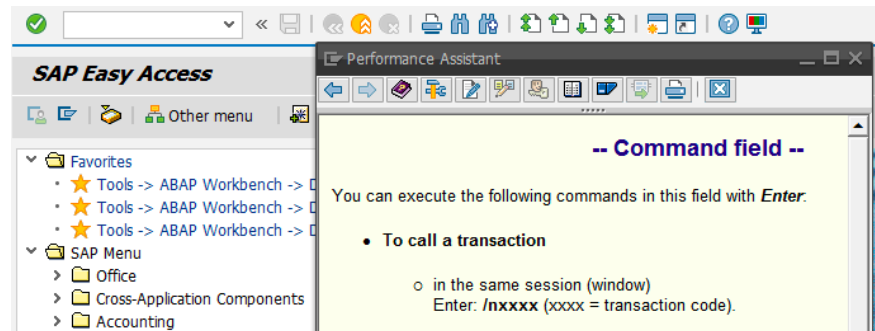 Performance Assistant
SAP Easy Access
Other menu
Favorites
Tools -> ABAP Workbench ->
Tools -> ABAP Workbench ->
Tools -> ABAP Workbench ->
SAP Menu
Office
Cross-Application Components
Accounting
-- Command field --
You can execute the following commands in this field with Enter:
• To call a transaction
in the same session (window)
Enter: /nxxxx (xxxx = transaction code).